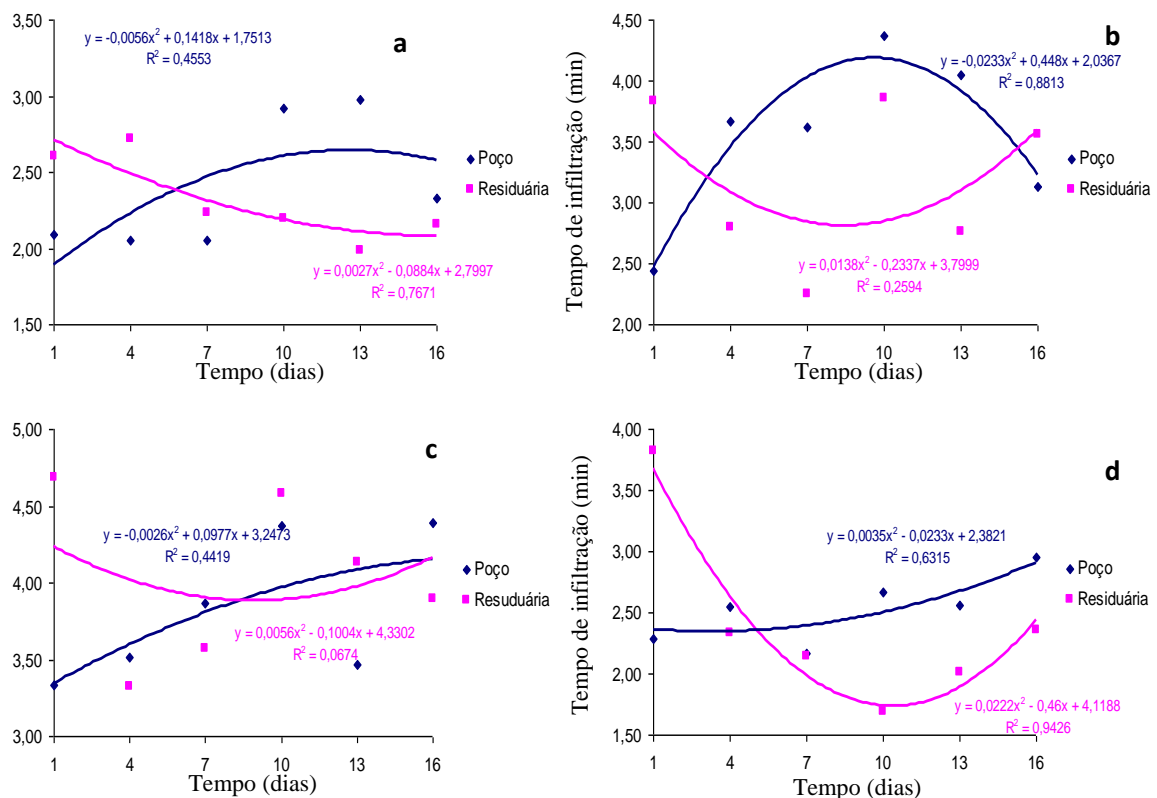 a
3,50
y = -0,0056x² + 0,1418x + 1,7513
R² = 0,4553
3,00
2,50
2,00
1,50
Poço
Residuária
y = 0,0027x² - 0,0884x + 2,7997
R² = 0,7671
1 4 7 10 13 16
Tempo (dias)
b
Tempo de infiltração (min)
4,50
4,00
3,50
3,00
2,50
2,00
y = -0,0233x² + 0,448x + 2,0367
R² = 0,8813
Poço
Residuária
y = 0,0138x² - 0,2337x + 3,7999
R² = 0,2594
1 4 7 10 13 16
Tempo (dias)
c
5,00
4,50
4,00
3,50
3,00
y = -0,0026x² + 0,0977x + 3,2473
R² = 0,4419
Poço
Resuduária
y = 0,0056x² - 0,1004x + 4,3302
R² = 0,0674
1 4 7 10 13 16
Tempo (dias)
d
Tempo de infiltração (min)
4,00
3,50
3,00
2,50
2,00
1,50
y = 0,0035x² - 0,0233x + 2,3821
R² = 0,6315
Poço
Residuária
y = 0,0222x² - 0,46x + 4,1188
R² = 0,9426
1 4 7 10 13 16
Tempo (dias)